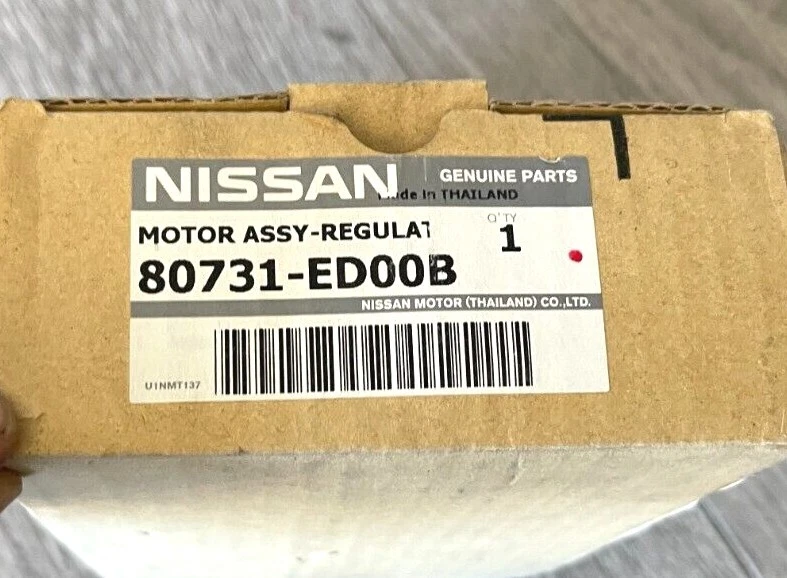 NISSAN
GENUINE PARTS
Made in THAILAND
MOTOR ASSY-REGULAT
Q'TY
1
80731-ED00B
NISSAN MOTOR (THAILAND) CO.,LTD.
U1NMT137